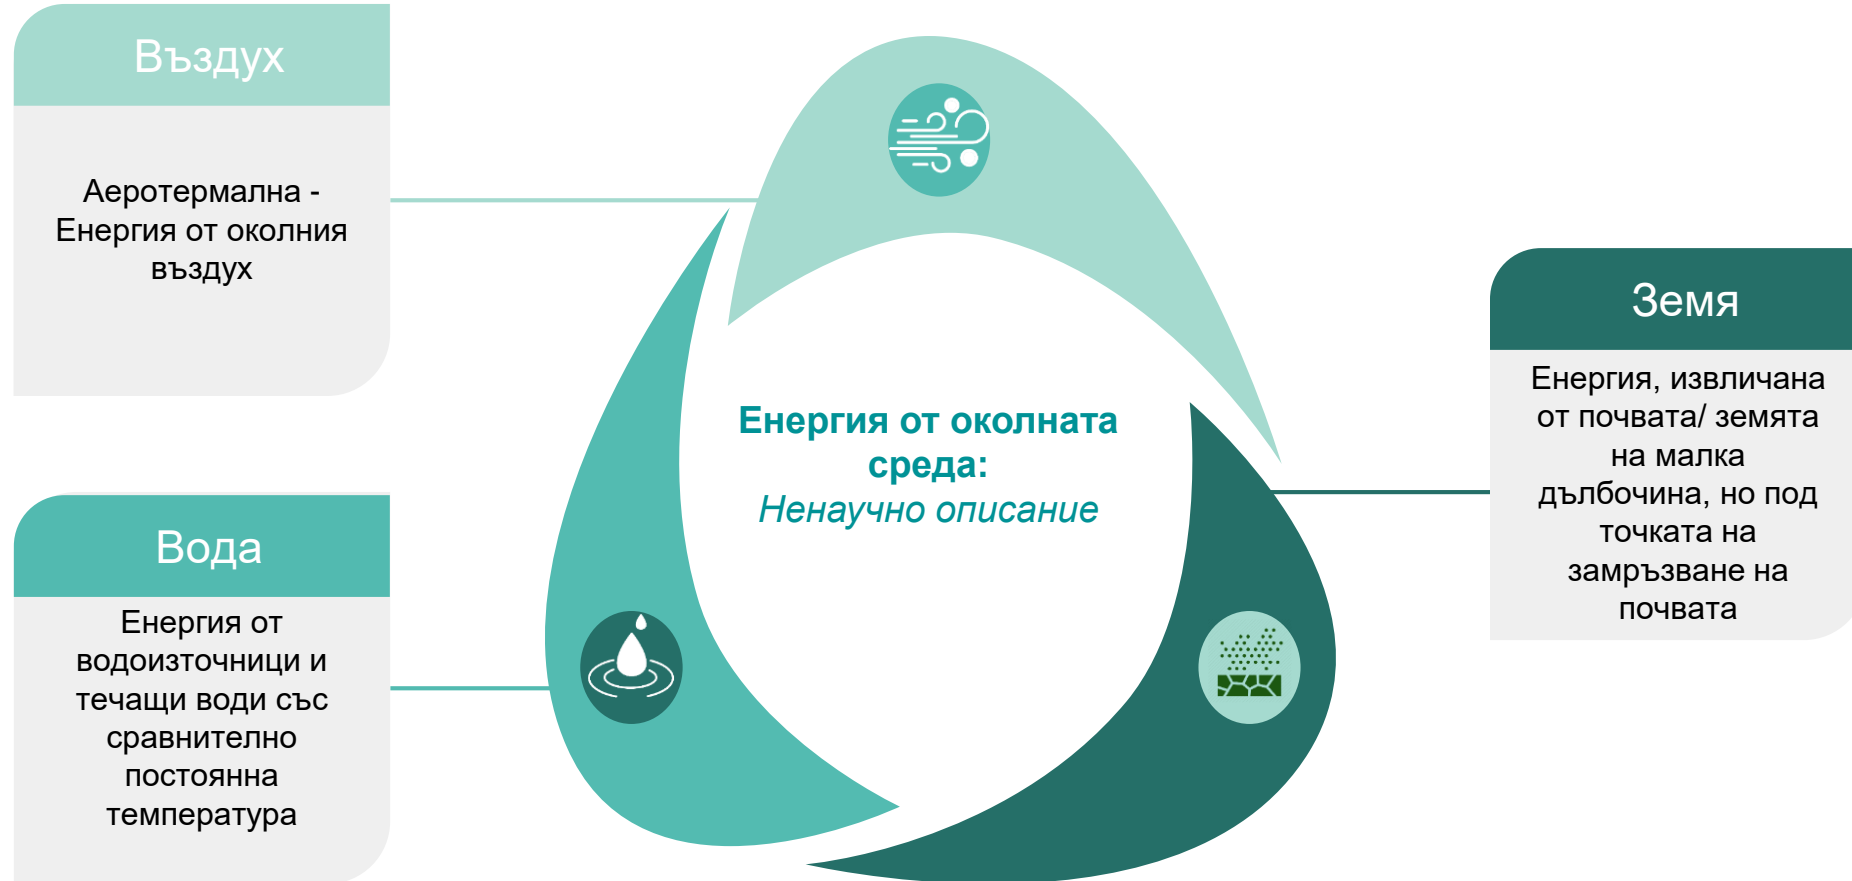 Въздух
Аеротермална -
Енергия от околния
въздух
Вода
Енергия от
водоизточници и
течащи води със
сравнително
постоянна
температура
Енергия от околната
среда:
Ненаучно описание
Земя
Енергия, извличана
от почвата/ земята
на малка
дълбочина, но под
точката на
замръзване на
почвата